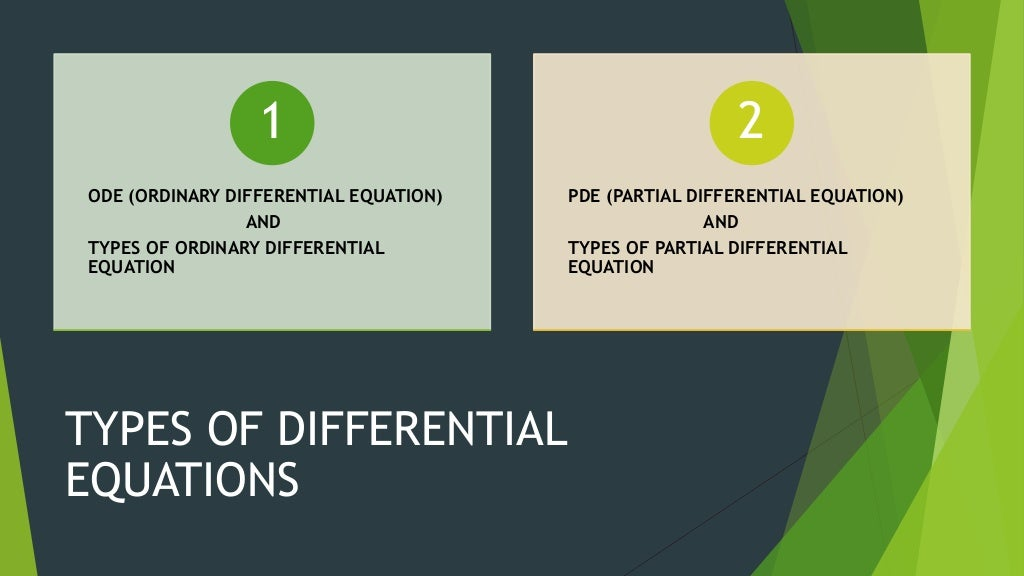 1
ODE (ORDINARY DIFFERENTIAL EQUATION)
AND
TYPES OF ORDINARY DIFFERENTIAL
EQUATION
2
PDE (PARTIAL DIFFERENTIAL EQUATION)
AND
TYPES OF PARTIAL DIFFERENTIAL
EQUATION
TYPES OF DIFFERENTIAL
EQUATIONS